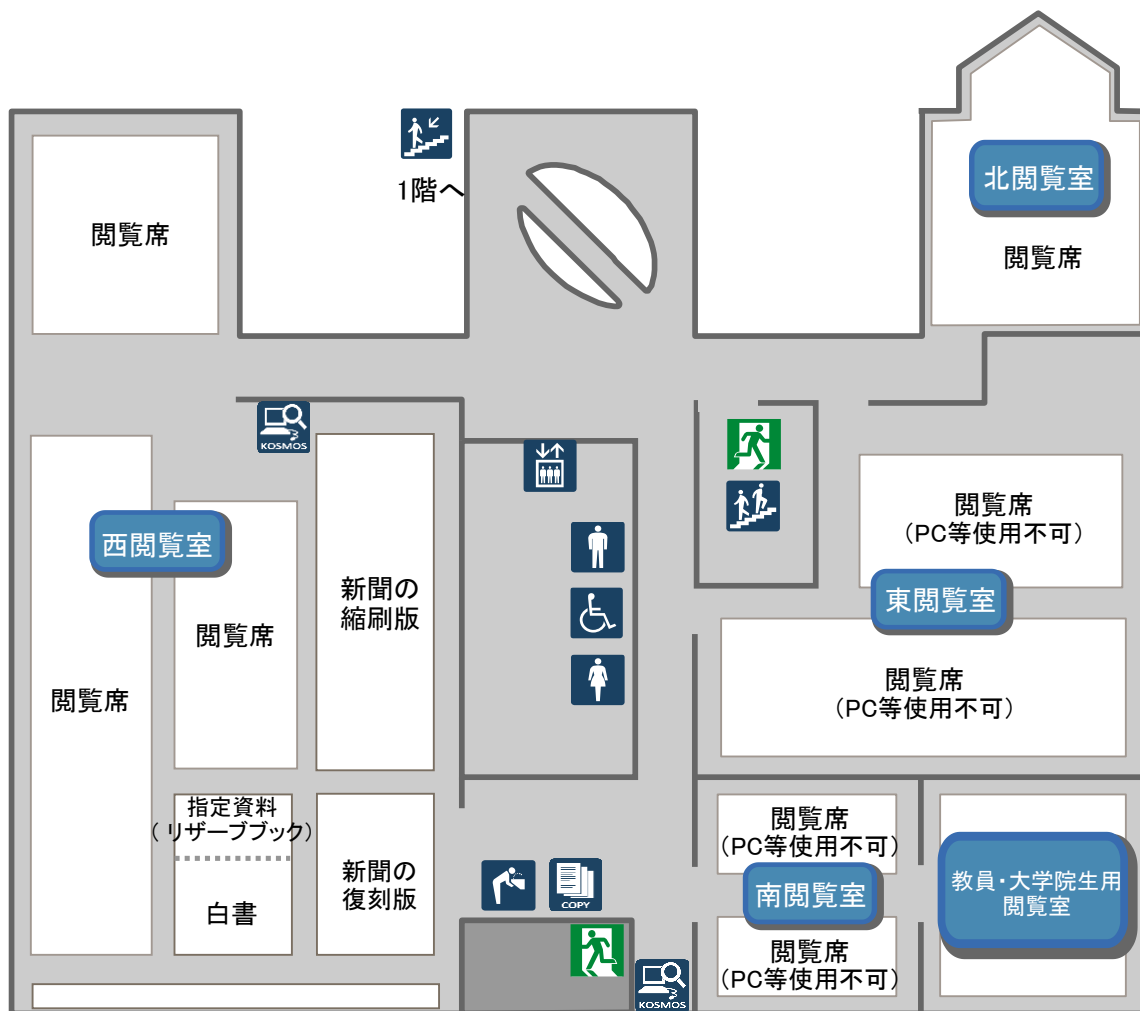 1階へ
北閲覧室
閲覧席
閲覧席
KOSMOS
西閲覧室
閲覧席
閲覧席
新聞の
縮刷版
閲覧席
(PC等使用不可)
東閲覧室
閲覧席
(PC等使用不可)
指定資料
(リザーブブック)
白書
新聞の
復刻版
COPY
KOSMOS
閲覧席
(PC等使用不可)
南閲覧室
閲覧席
(PC等使用不可)
教員・大学院生用
閲覧室